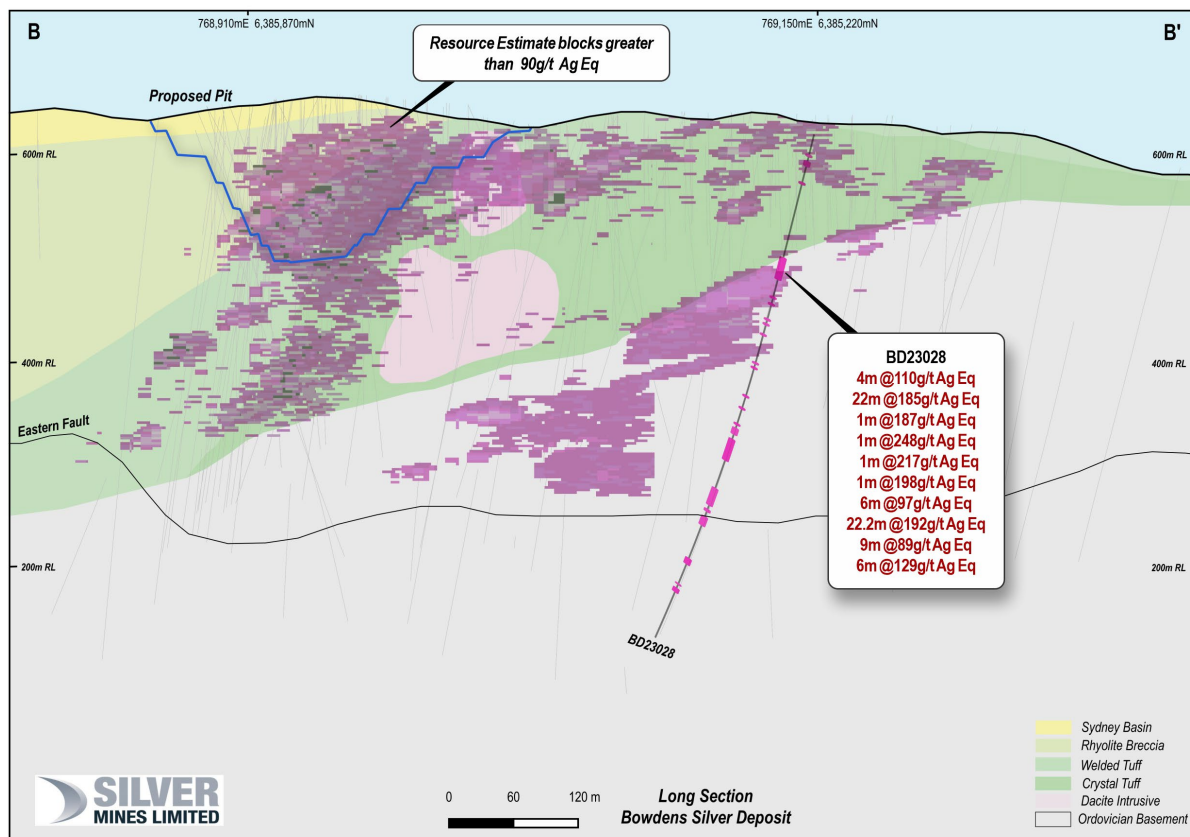 B
768,910mE 6,385,870mN
769,150mE 6,385,220mN
B'
Resource Estimate blocks greater
than 90g/t Ag Eq
Proposed Pit
600m RL
600m RL
BD23028
4m @110g/t Ag Eq
22m @185g/t Ag Eq
1m @187g/t Ag Eq
1m @248g/t Ag Eq
1m @217g/t Ag Eq
1m @198g/t Ag Eq
6m @97g/t Ag Eq
22.2m @192g/t Ag Eq
9m @89g/t Ag Eq
6m @129g/t Ag Eq
400m RL
400m RL
Eastern Fault
200m RL
200m RL
BD23028
Sydney Basin
Rhyolite Breccia
Welded Tuff
Crystal Tuff
Dacite Intrusive
Ordovician Basement
SILVER
MINES LIMITED
0 60 120 m
Long Section
Bowdens Silver Deposit